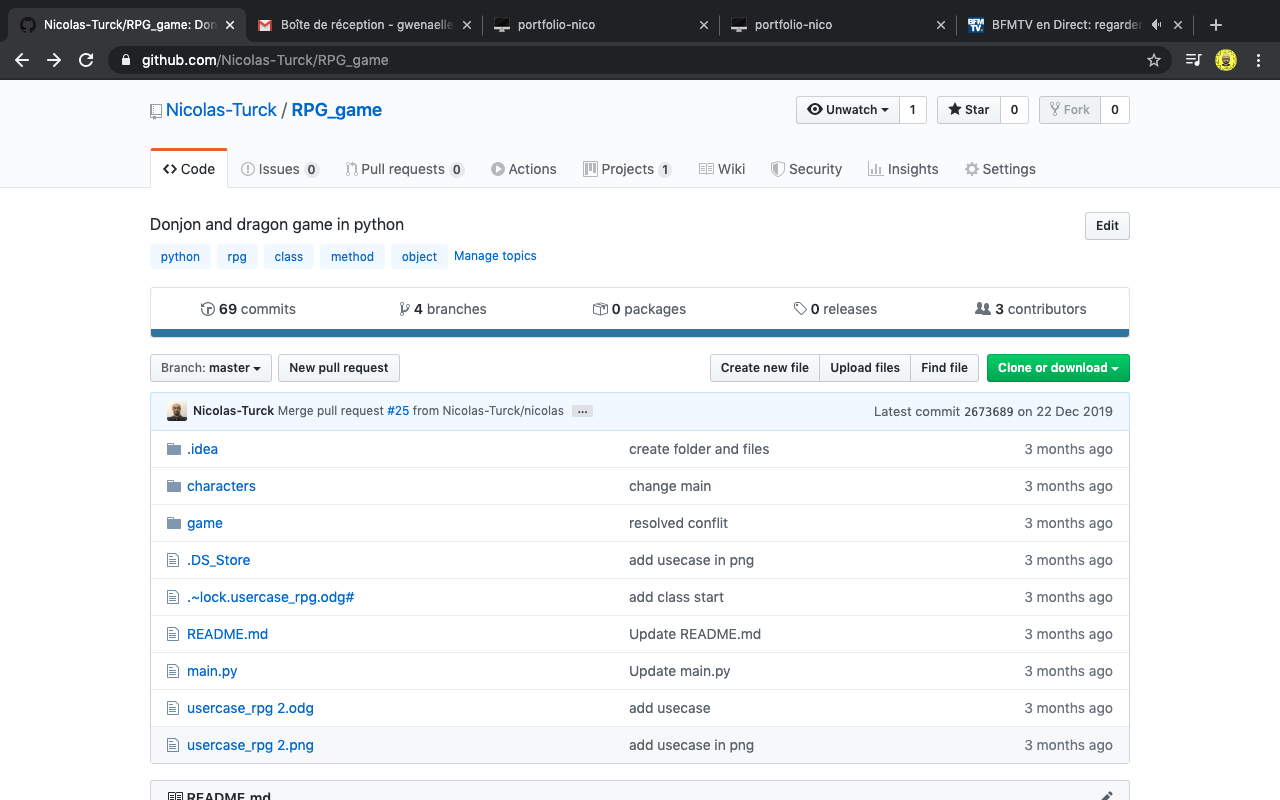 Nicolas-Turck/RPG_game: Don
Boîte de réception - gwenaelle
portfolio-nico
portfolio-nico
BFM TV. BFMTV en Direct: regarder
github.com/Nicolas-Turck/RPG_game
Nicolas-Turck / RPG_game
Unwatch 1 Star 0 Fork 0
Code Issues 0 Pull requests 0 Actions Projects 1 Wiki Security Insights Settings
Donjon and dragon game in python
Edit
python rpg class method object Manage topics
69 commits 4 branches 0 packages 0 releases 3 contributors
Branch: master New pull request Create new file Upload files Find file Clone or download
Nicolas-Turck Merge pull request #25 from Nicolas-Turck/nicolas ... Latest commit 2673689 on 22 Dec 2019
.idea create folder and files 3 months ago
characters change main 3 months ago
game resolved conflit 3 months ago
.DS_Store add usecase in png 3 months ago
.~lock.usercase_rpg.odg# add class start 3 months ago
README.md Update README.md 3 months ago
main.py Update main.py 3 months ago
usercase_rpg 2.odg add usecase 3 months ago
usercase_rpg 2.png add usecase in png 3 months ago
README.md